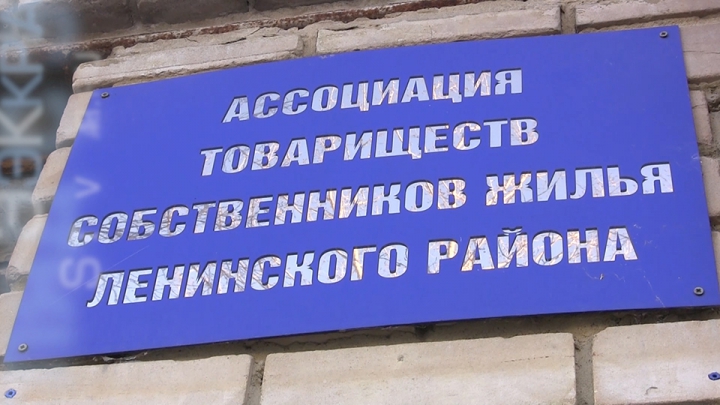 АССОЦИАЦИЯ
ТОВАРИЩЕСТВ
СОБСТВЕННИКОВ ЖИЛЬЯ
ЛЕНИНСКОГО РАЙОНА